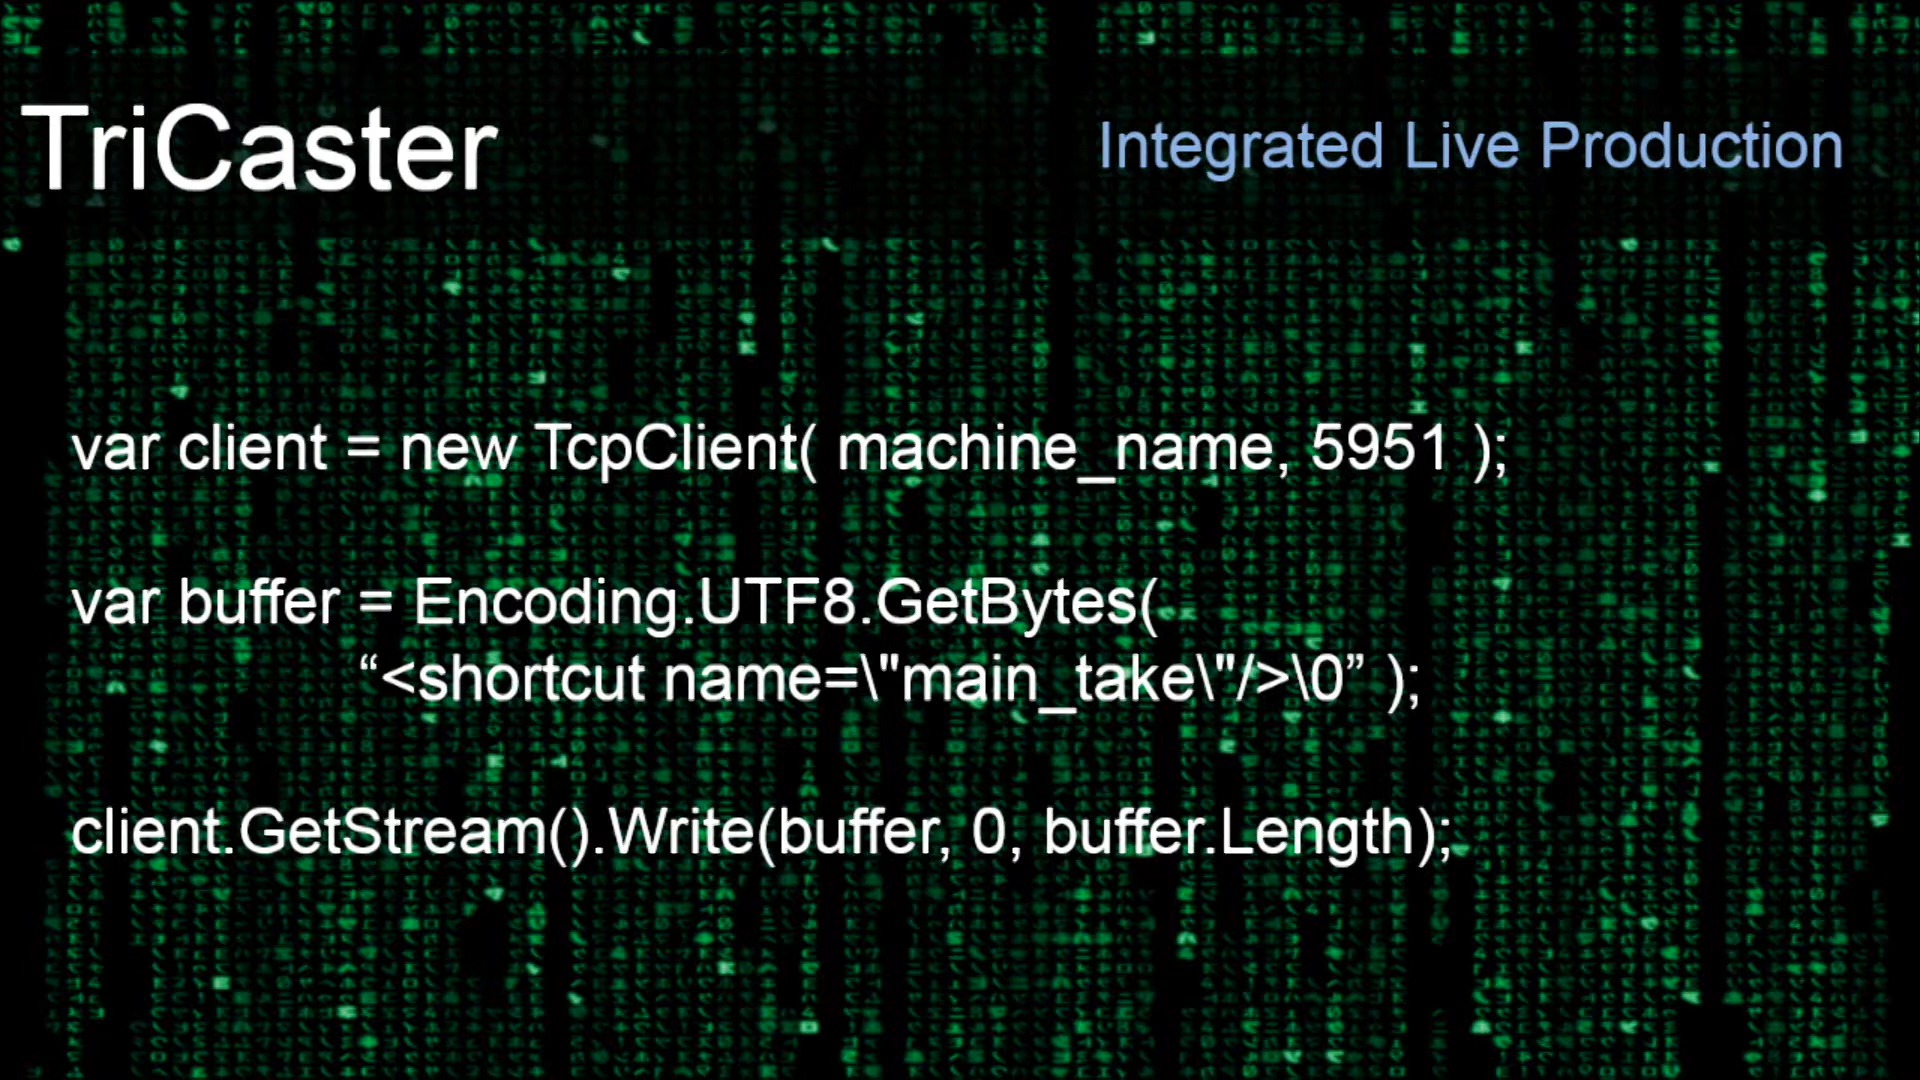 TriCaster
Integrated Live Production
var client = new TcpClient( machine_name, 5951 );
var buffer = Encoding.UTF8.GetBytes(
“<shortcut name=\"main_take\"/>\0” );
client.GetStream().Write(buffer, 0, buffer.Length);